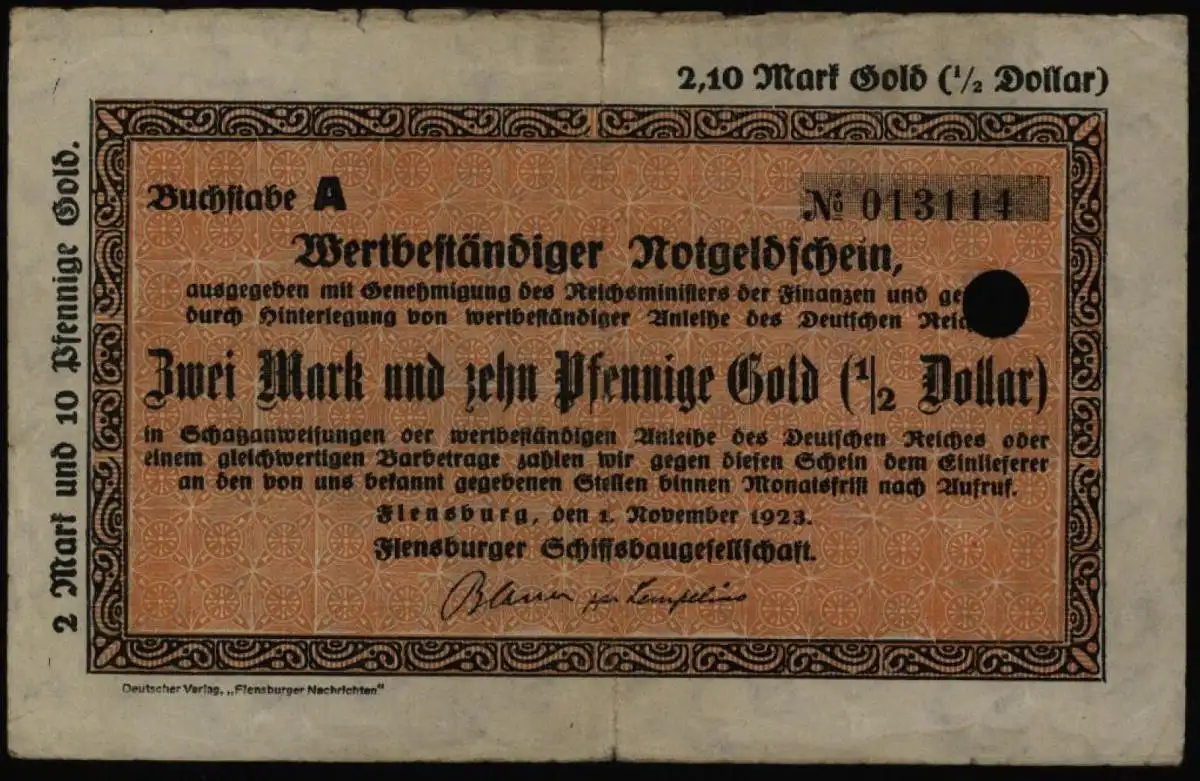 2,10 Mark Gold (1/2 Dollar)
2 Mark und 10 Pfennige Gold.
Buchstabe A
№ 013114
Wertbeständiger Notgeldschein,
ausgegeben mit Genehmigung des Reichsministers der Finanzen und ge
durch Hinterlegung von wertbeständiger Anleihe des Deutschen Reic
Zwei Mark und zehn Pfennige Gold (1/2 Dollar)
in Schatzanweisungen der wertbeständigen Anleihe des Deutschen Reiches oder
einem gleichwertigen Barbetrage zahlen wir gegen diesen Schein dem Einlieferer
an den von uns bekannt gegebenen Stellen binnen Monatsfrist nach Aufruf.
Flensburg, den 1. November 1923.
Flensburger Schiffsbaugesellschaft.
Deutscher Verlag, „Flensburger Nachrichten"